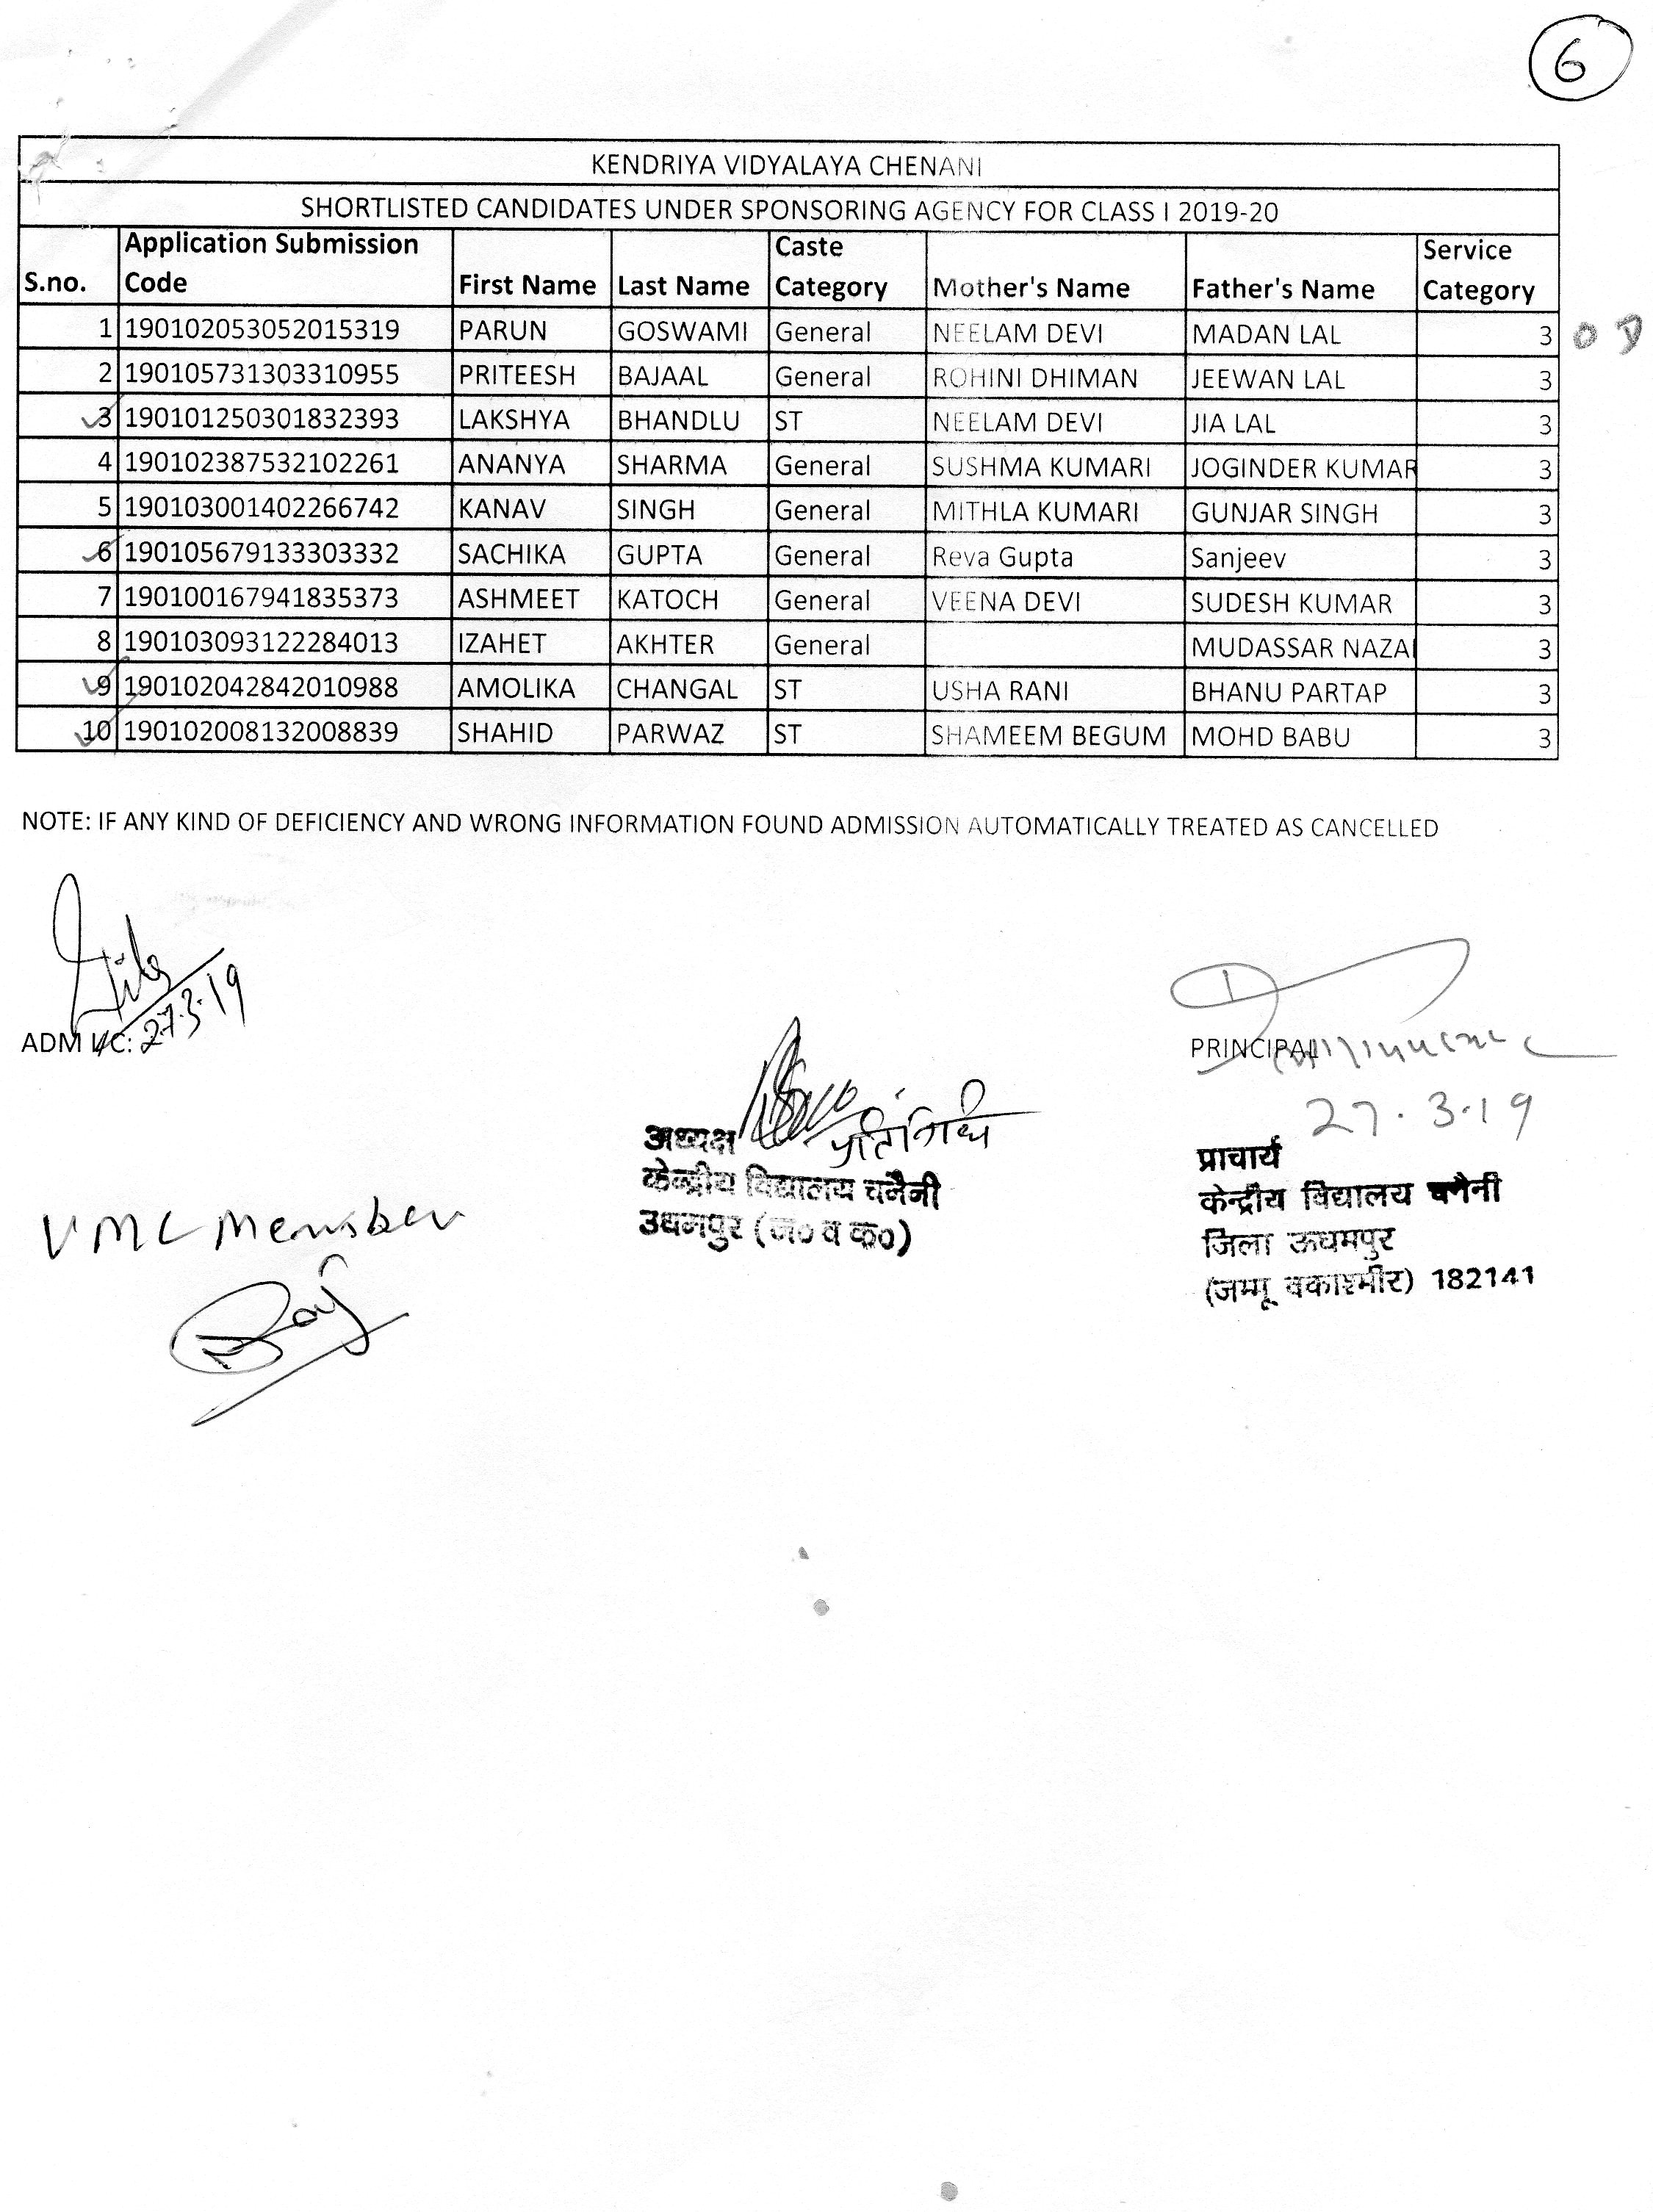 6
KENDRIYA VIDYALAYA CHENANI
SHORTLISTED CANDIDATES UNDER SPONSORING AGENCY FOR CLASS I 2019-20
S.no. Application Submission Code First Name Last Name Caste Category Mother's Name Father's Name Service Category
1 190102053052015319 PARUN GOSWAMI General NEELAM DEVI MADAN LAL 3
2 190105731303310955 PRITEESH BAJAAL General ROHINI DHIMAN JEEWAN LAL 3
3 190101250301832393 LAKSHYA BHANDLU ST NEELAM DEVI JIA LAL 3
4 190102387532102261 ANANYA SHARMA General SUSHMA KUMARI JOGINDER KUMAR 3
5 190103001402266742 KANAV SINGH General MITHLA KUMARI GUNJAR SINGH 3
6 190105679133303332 SACHIKA GUPTA General Reva Gupta Sanjeev 3
7 190100167941835373 ASHMEET KATOCH General VEENA DEVI SUDESH KUMAR 3
8 190103093122284013 IZAHET AKHTER General MUDASSAR NAZA 3
9 190102042842010988 AMOLIKA CHANGAL ST USHA RANI BHANU PARTAP 3
10 190102008132008839 SHAHID PARWAZ ST SHAMEEM BEGUM MOHD BABU 3
NOTE: IF ANY KIND OF DEFICIENCY AND WRONG INFORMATION FOUND ADMISSION AUTOMATICALLY TREATED AS CANCELLED
27.3.19
ADM I/C:
PRINCIPAL
27.3.19
अध्यक्ष प्रतिनिधि
केन्द्रीय विद्यालय चनैनी
उधमपुर (ज० व क०)
प्राचार्य
केन्द्रीय विद्यालय चनैनी
जिला ऊधमपुर
(जम्मू वकाश्मीर) 182141
VMC Member